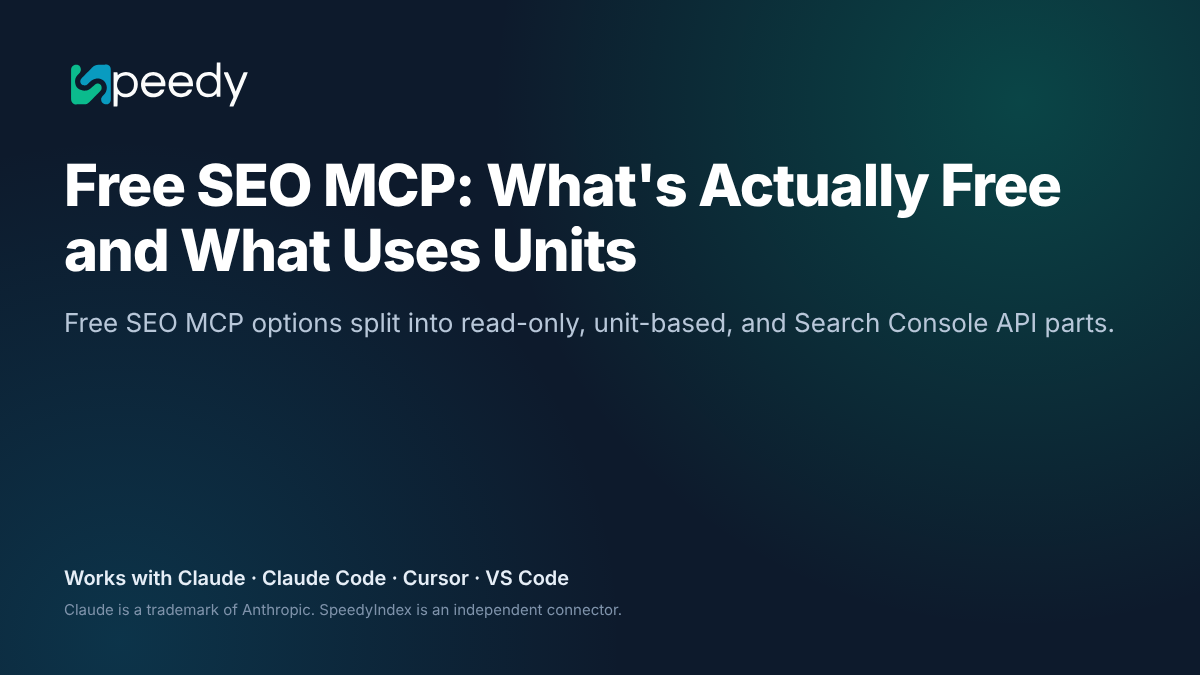 Speedy
Free SEO MCP: What's Actually Free
and What Uses Units
Free SEO MCP options split into read-only, unit-based, and Search Console API parts.
Works with Claude · Claude Code · Cursor · VS Code
Claude is a trademark of Anthropic. SpeedyIndex is an independent connector.